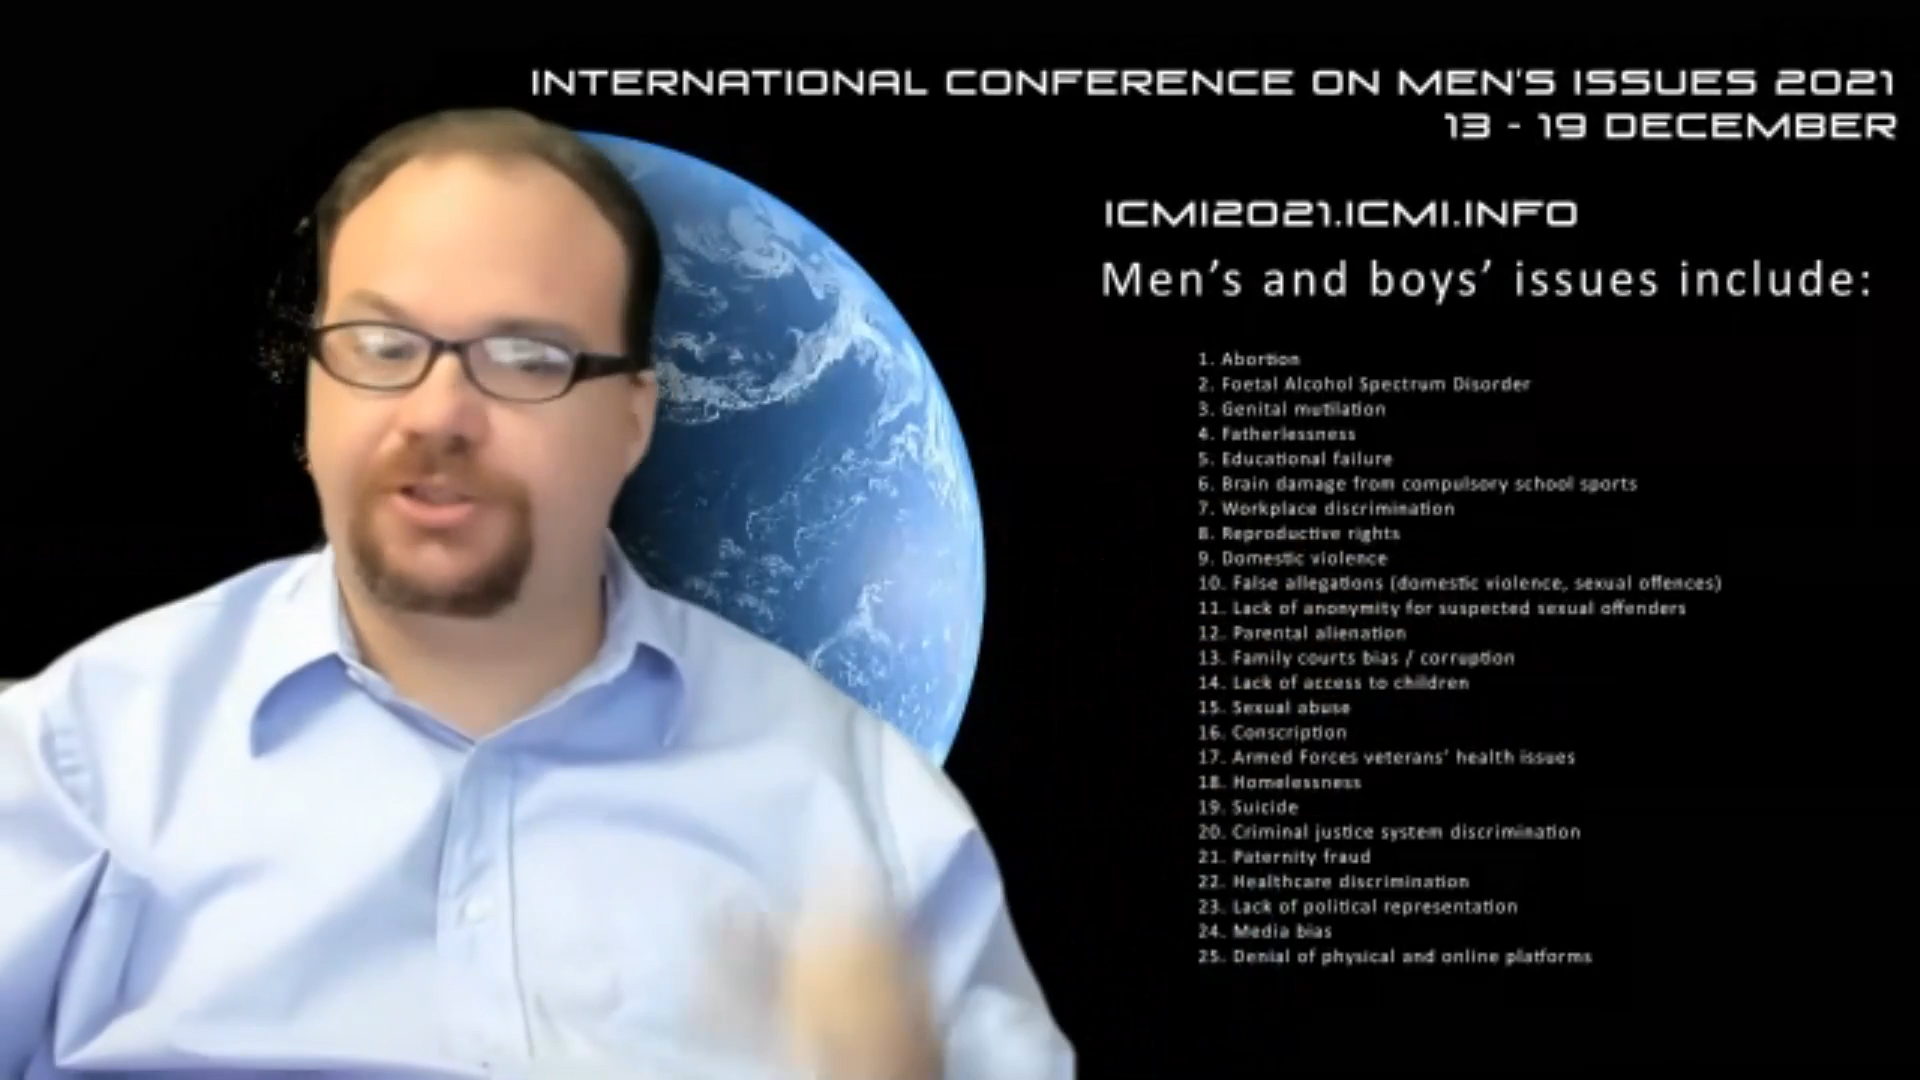 INTERNATIONAL CONFERENCE ON MEN'S ISSUES 2021
13 - 19 DECEMBER
ICMI2021.ICMI.INFO
Men’s and boys’ issues include:
1. Abortion
2. Foetal Alcohol Spectrum Disorder
3. Genital mutilation
4. Fatherlessness
5. Educational failure
6. Brain damage from compulsory school sports
7. Workplace discrimination
8. Reproductive rights
9. Domestic violence
10. False allegations (domestic violence, sexual offences)
11. Lack of anonymity for suspected sexual offenders
12. Parental alienation
13. Family courts bias / corruption
14. Lack of access to children
15. Sexual abuse
16. Conscription
17. Armed Forces veterans’ health issues
18. Homelessness
19. Suicide
20. Criminal justice system discrimination
21. Paternity fraud
22. Healthcare discrimination
23. Lack of political representation
24. Media bias
25. Denial of physical and online platforms